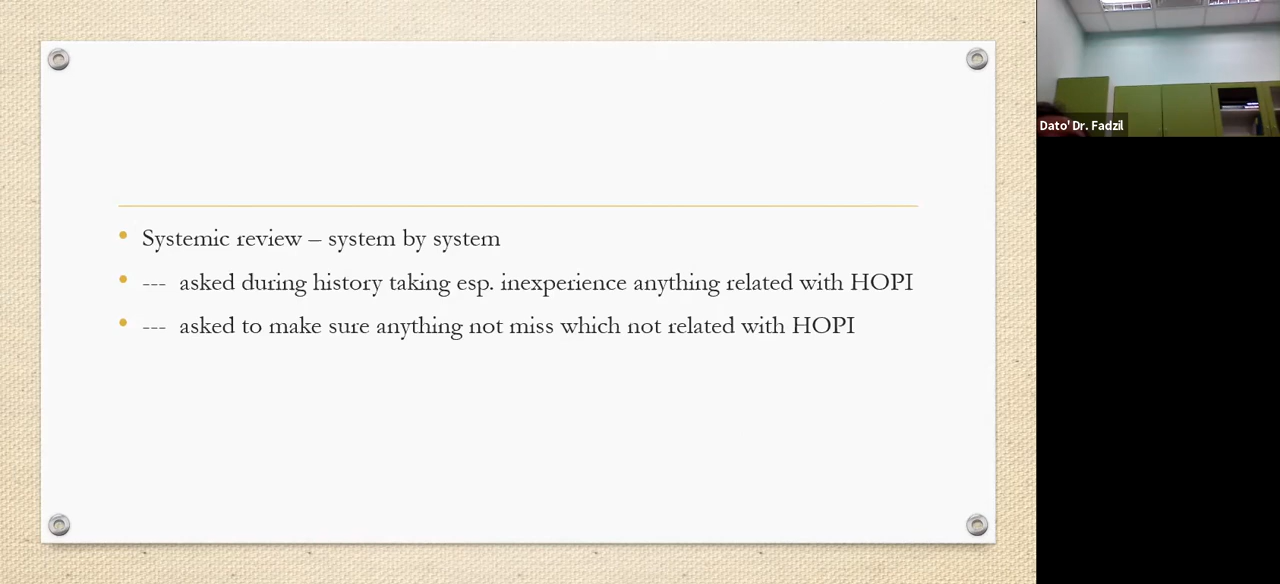 Systemic review – system by system
--- asked during history taking esp. inexperience anything related with HOPI
--- asked to make sure anything not miss which not related with HOPI
Dato' Dr. Fadzil